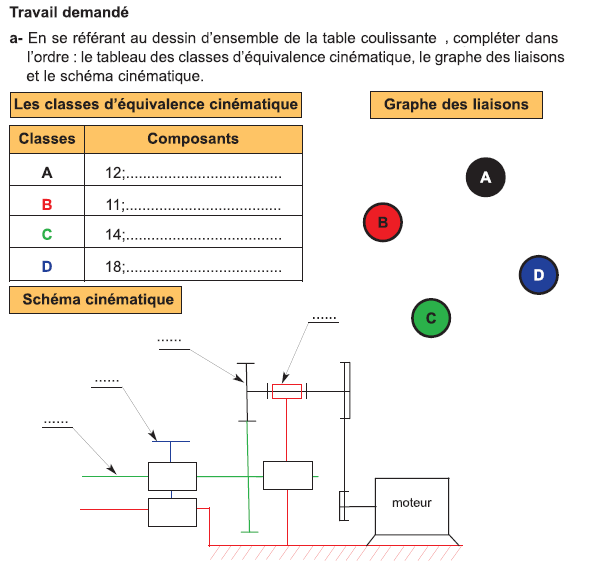 Travail demandé
a- En se référant au dessin d'ensemble de la table coulissante , compléter dans
l'ordre : le tableau des classes d'équivalence cinématique, le graphe des liaisons
et le schéma cinématique.
Les classes d'équivalence cinématique
Graphe des liaisons
Classes Composants
A 12;.....................................
B 11;.....................................
C 14;.....................................
D 18;.....................................
A
B
D
C
Schéma cinématique
......
......
......
......
moteur